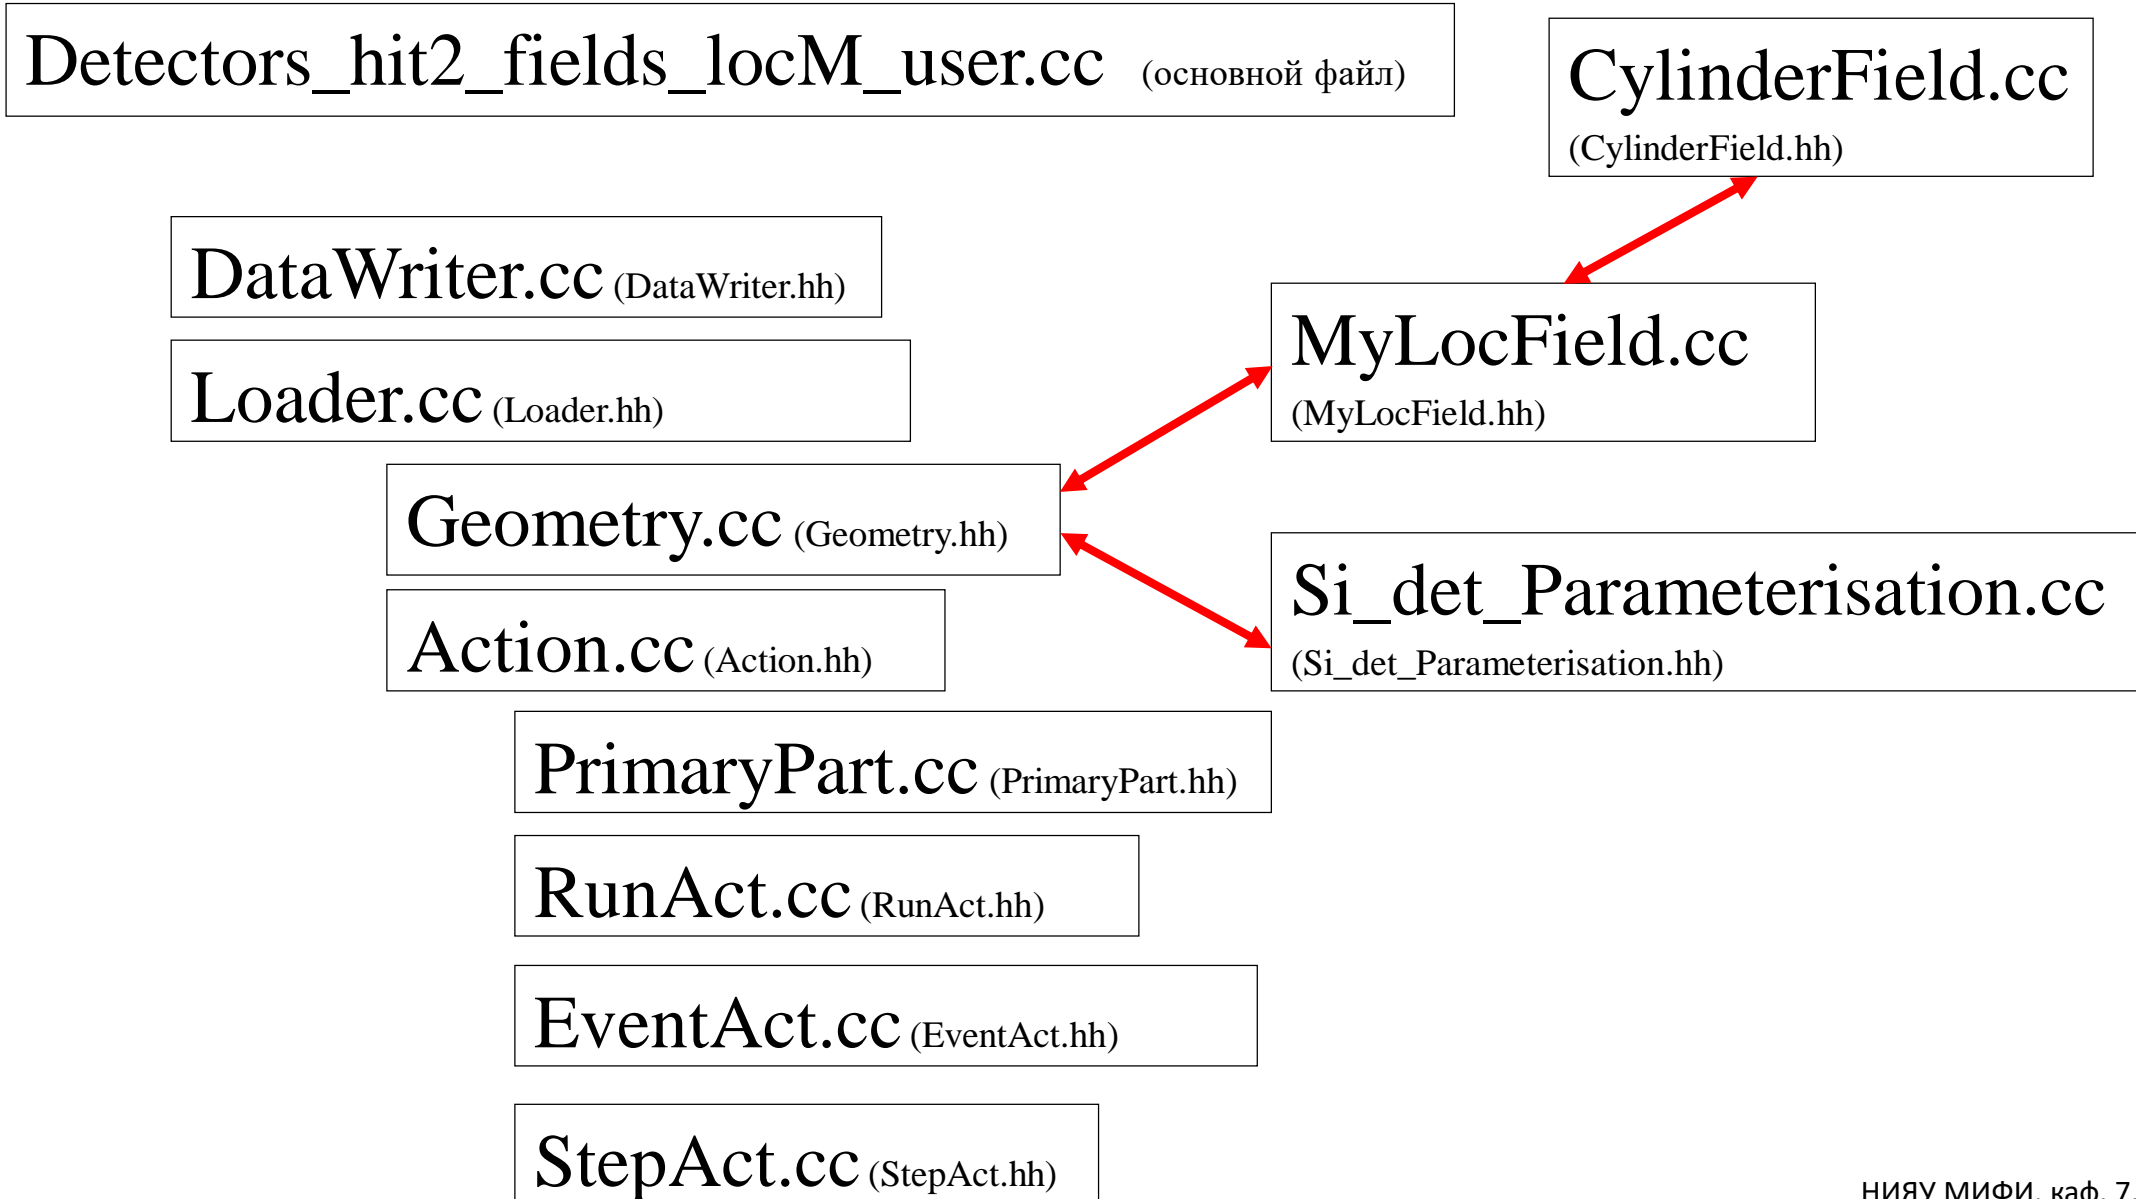 Detectors_hit2_fields_locM_user.cc (основной файл)
CylinderField.cc
(CylinderField.hh)
DataWriter.cc (DataWriter.hh)
MyLocField.cc
(MyLocField.hh)
Loader.cc (Loader.hh)
Geometry.cc (Geometry.hh)
Si_det_Parameterisation.cc
(Si_det_Parameterisation.hh)
Action.cc (Action.hh)
PrimaryPart.cc (PrimaryPart.hh)
RunAct.cc (RunAct.hh)
EventAct.cc (EventAct.hh)
StepAct.cc (StepAct.hh)
НИЯУ МИФИ, каф. 7.